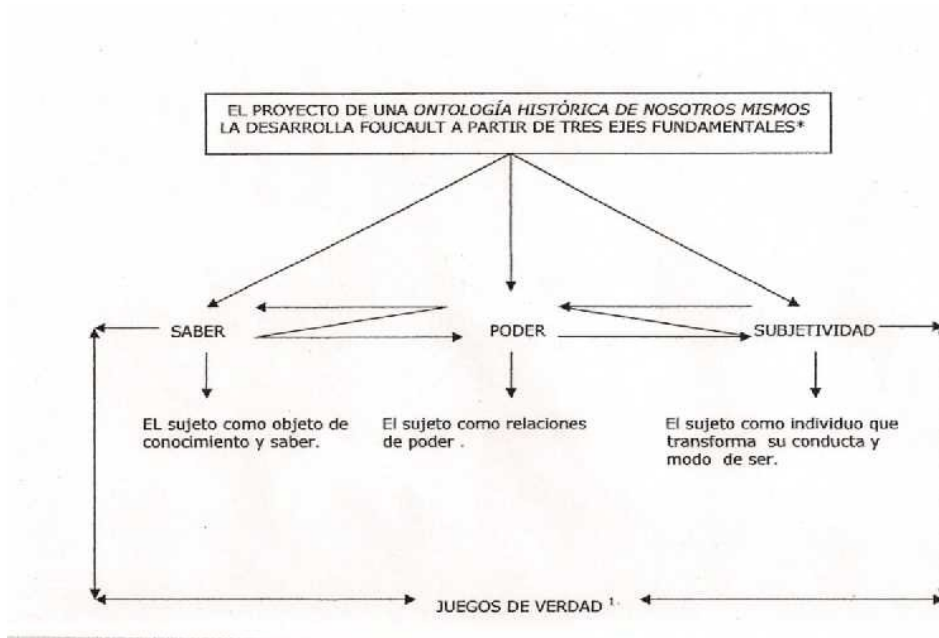 EL PROYECTO DE UNA ONTOLOGÍA HISTÓRICA DE NOSOTROS MISMOS
LA DESARROLLA FOUCAULT A PARTIR DE TRES EJES FUNDAMENTALES*
SABER
PODER
SUBJETIVIDAD
EL sujeto como objeto de
conocimiento y saber.
El sujeto como relaciones
de poder .
El sujeto como individuo que
transforma su conducta y
modo de ser.
JUEGOS DE VERDAD 1.